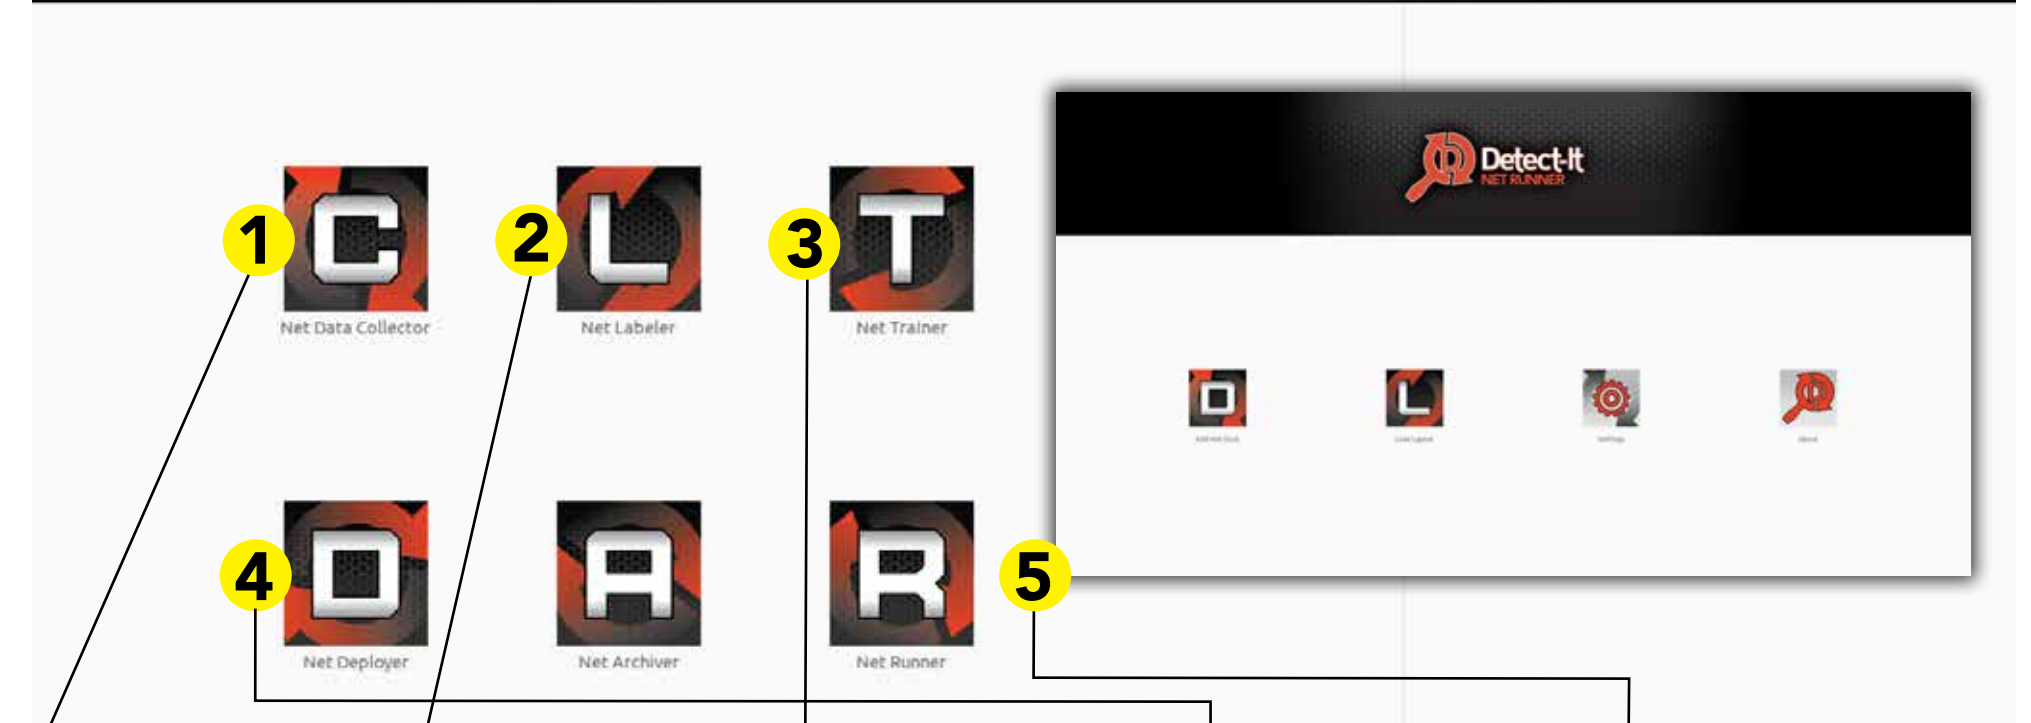 1
C
2
L
3
T
Net Data Collector
Net Labeler
Net Trainer
4
D
A
R
5
Net Deployer
Net Archiver
Net Runner
Detect-It
NET RUNNER
D
L